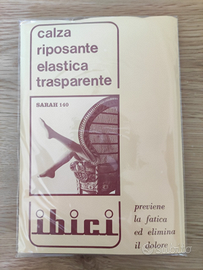 calza
riposante
elastica
trasparente
SARAH 140
ibici
previene
la fatica
ed elimina
il dolore